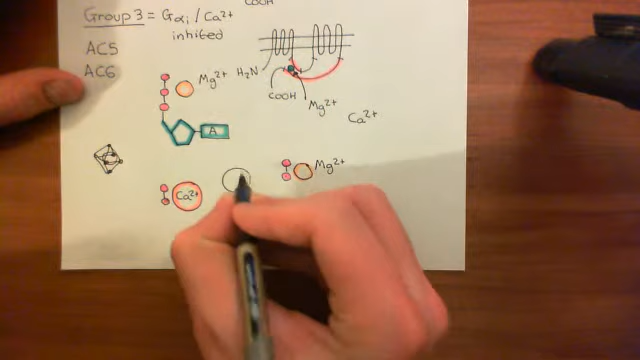 COOH
Group 3 = Gαi / Ca²⁺
inhibited
AC5
AC6
Mg²⁺
H₂N
COOH
Mg²⁺
Ca²⁺
A
Mg²⁺
Ca²⁺